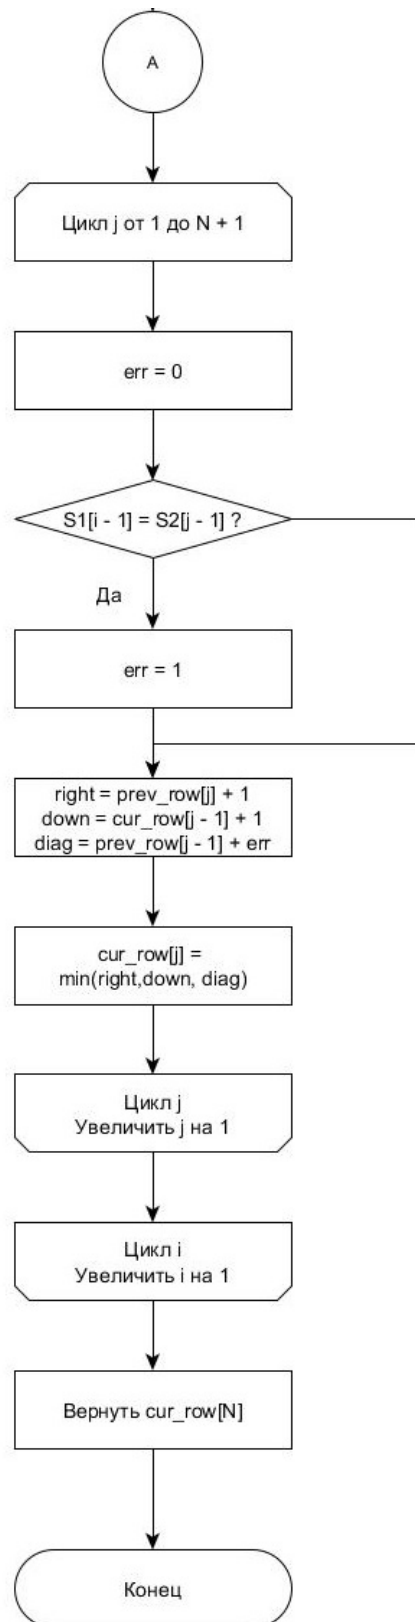 A
Цикл j от 1 до N + 1
err = 0
S1[i - 1] = S2[j - 1] ?
Да
err = 1
right = prev_row[j] + 1
down = cur_row[j - 1] + 1
diag = prev_row[j - 1] + err
cur_row[j] =
min(right,down, diag)
Цикл j
Увеличить j на 1
Цикл i
Увеличить i на 1
Вернуть cur_row[N]
Конец